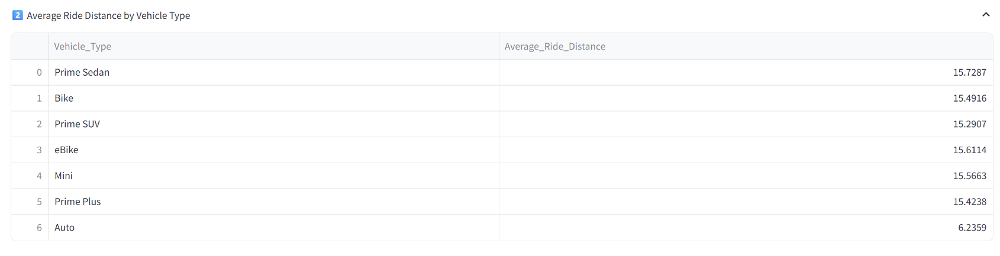 2️⃣ Average Ride Distance by Vehicle Type
Vehicle_Type Average_Ride_Distance
0 Prime Sedan 15.7287
1 Bike 15.4916
2 Prime SUV 15.2907
3 eBike 15.6114
4 Mini 15.5663
5 Prime Plus 15.4238
6 Auto 6.2359